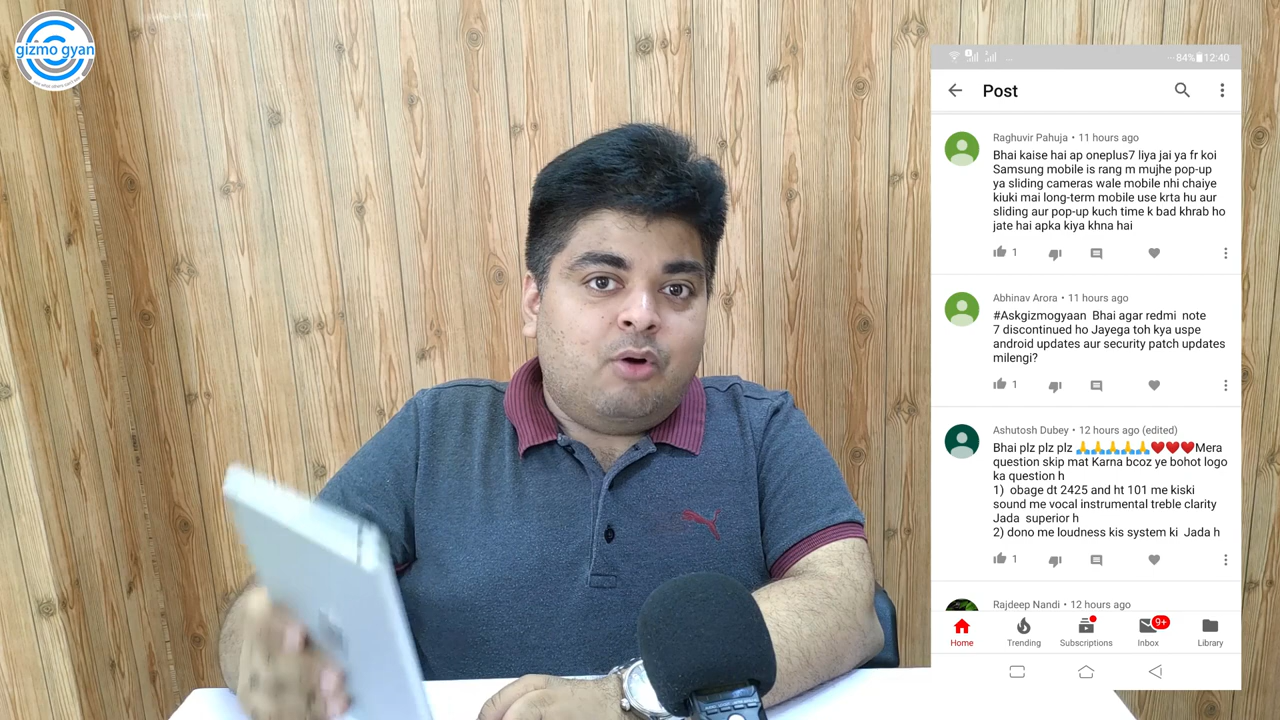 gizmo gyan
84% 12:40
Post
Raghuvir Pahuja • 11 hours ago
Bhai kaise hai ap oneplus7 liya jai ya fr koi
Samsung mobile is rang m mujhe pop-up
ya sliding cameras wale mobile nhi chaiye
kiuki mai long-term mobile use krta hu aur
sliding aur pop-up kuch time k bad khrab ho
jate hai apka kiya khna hai
1
Abhinav Arora • 11 hours ago
#Askgizmogyaan Bhai agar redmi note
7 discontinued ho Jayega toh kya uspe
android updates aur security patch updates
milengi?
1
Ashutosh Dubey • 12 hours ago (edited)
Bhai plz plz plz 🙏🙏🙏🙏🙏❤️❤️❤️Mera
question skip mat Karna bcoz ye bohot logo
ka question h
1) obage dt 2425 and ht 101 me kiski
sound me vocal instrumental treble clarity
Jada superior h
2) dono me loudness kis system ki Jada h
1
Rajdeep Nandi • 12 hours ago
9+
Home Trending Subscriptions Inbox Library